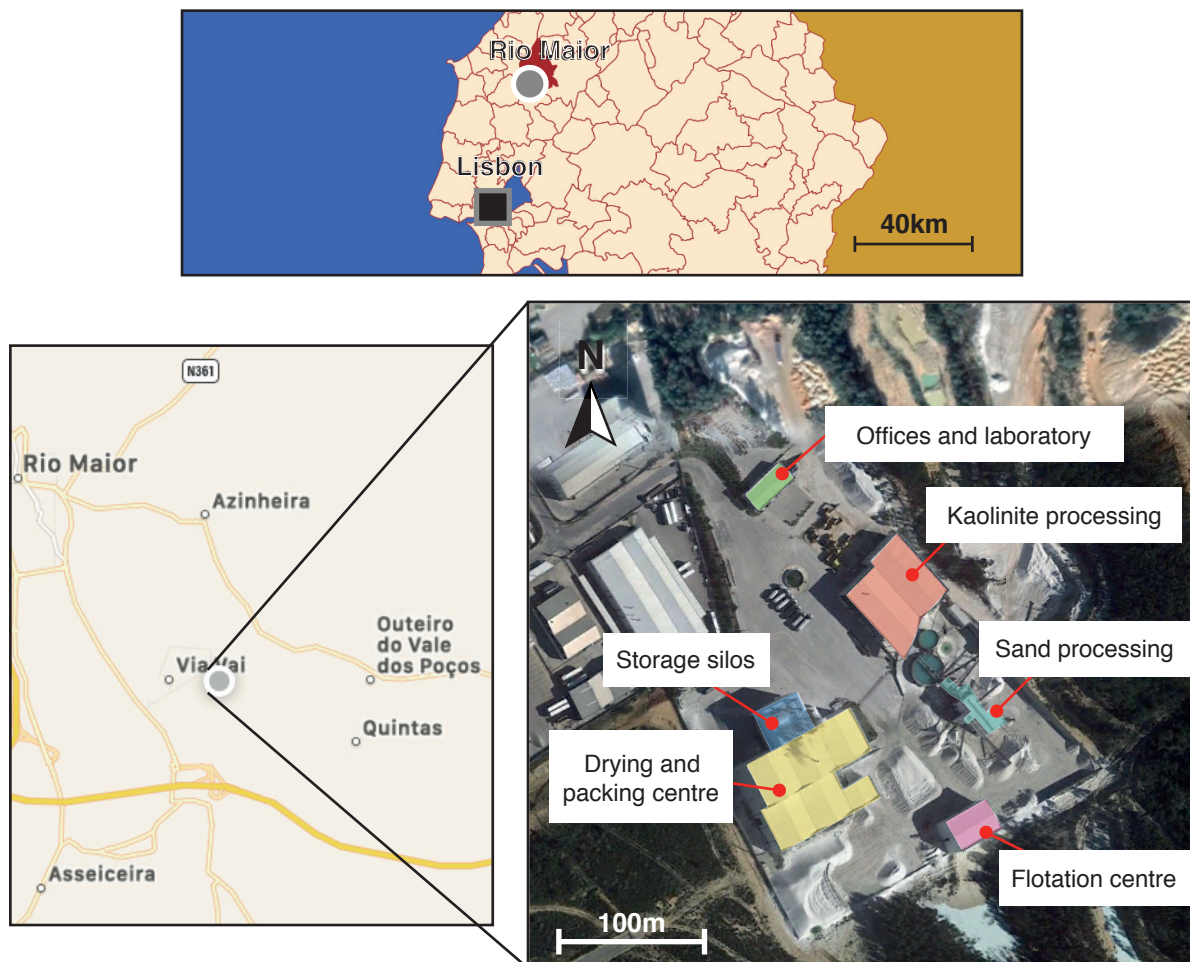 Rio Maior
Lisbon
40km
N361
Rio Maior
Azinheira
Outeiro
do Vale
dos Poços
Via Vai
Quintas
Asseiceira
N
Offices and laboratory
Kaolinite processing
Sand processing
Storage silos
Drying and
packing centre
Flotation centre
100m